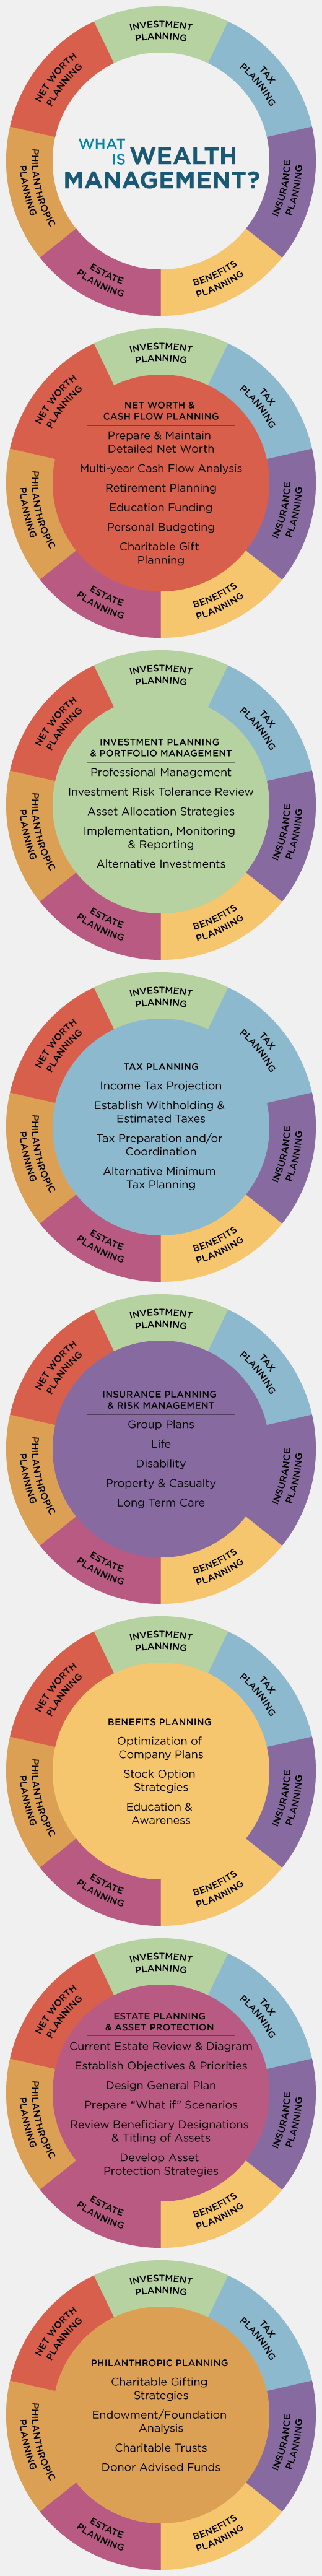 INVESTMENT
PLANNING
TAX
PLANNING
INSURANCE
PLANNING
BENEFITS
PLANNING
ESTATE
PLANNING
PHILANTHROPIC
PLANNING
NET WORTH
PLANNING
WHAT
IS WEALTH
MANAGEMENT?
INVESTMENT
PLANNING
TAX
PLANNING
INSURANCE
PLANNING
BENEFITS
PLANNING
ESTATE
PLANNING
PHILANTHROPIC
PLANNING
NET WORTH
PLANNING
NET WORTH &
CASH FLOW PLANNING
Prepare & Maintain
Detailed Net Worth
Multi-year Cash Flow Analysis
Retirement Planning
Education Funding
Personal Budgeting
Charitable Gift
Planning
INVESTMENT
PLANNING
TAX
PLANNING
INSURANCE
PLANNING
BENEFITS
PLANNING
ESTATE
PLANNING
PHILANTHROPIC
PLANNING
NET WORTH
PLANNING
INVESTMENT PLANNING
& PORTFOLIO MANAGEMENT
Professional Management
Investment Risk Tolerance Review
Asset Allocation Strategies
Implementation, Monitoring
& Reporting
Alternative Investments
INVESTMENT
PLANNING
TAX
PLANNING
INSURANCE
PLANNING
BENEFITS
PLANNING
ESTATE
PLANNING
PHILANTHROPIC
PLANNING
NET WORTH
PLANNING
TAX PLANNING
Income Tax Projection
Establish Withholding &
Estimated Taxes
Tax Preparation and/or
Coordination
Alternative Minimum
Tax Planning
INVESTMENT
PLANNING
TAX
PLANNING
INSURANCE
PLANNING
BENEFITS
PLANNING
ESTATE
PLANNING
PHILANTHROPIC
PLANNING
NET WORTH
PLANNING
INSURANCE PLANNING
& RISK MANAGEMENT
Group Plans
Life
Disability
Property & Casualty
Long Term Care
INVESTMENT
PLANNING
TAX
PLANNING
INSURANCE
PLANNING
BENEFITS
PLANNING
ESTATE
PLANNING
PHILANTHROPIC
PLANNING
NET WORTH
PLANNING
BENEFITS PLANNING
Optimization of
Company Plans
Stock Option
Strategies
Education &
Awareness
INVESTMENT
PLANNING
TAX
PLANNING
INSURANCE
PLANNING
BENEFITS
PLANNING
ESTATE
PLANNING
PHILANTHROPIC
PLANNING
NET WORTH
PLANNING
ESTATE PLANNING
& ASSET PROTECTION
Current Estate Review & Diagram
Establish Objectives & Priorities
Design General Plan
Prepare “What if” Scenarios
Review Beneficiary Designations
& Titling of Assets
Develop Asset
Protection Strategies
INVESTMENT
PLANNING
TAX
PLANNING
INSURANCE
PLANNING
BENEFITS
PLANNING
ESTATE
PLANNING
PHILANTHROPIC
PLANNING
NET WORTH
PLANNING
PHILANTHROPIC PLANNING
Charitable Gifting
Strategies
Endowment/Foundation
Analysis
Charitable Trusts
Donor Advised Funds